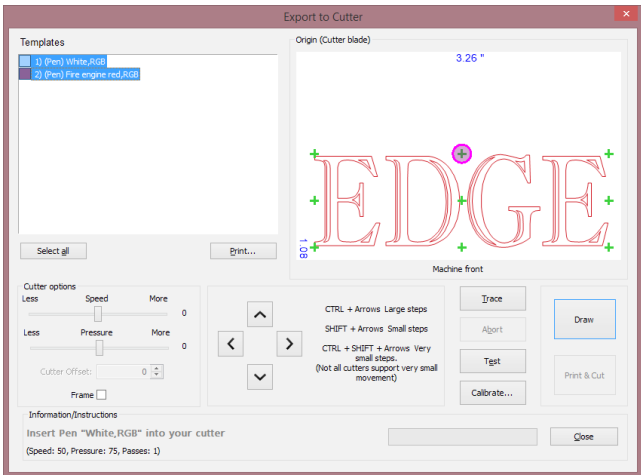 Export to Cutter
Templates
1) (Pen) White,RGB
2) (Pen) Fire engine red,RGB
Select all
Print...
Origin (Cutter blade)
3.26 "
EDGE
1.08
Machine front
Cutter options
Less Speed More
0
Less Pressure More
0
Cutter Offset: 0
Frame
CTRL + Arrows Large steps
SHIFT + Arrows Small steps
CTRL + SHIFT + Arrows Very
small steps.
(Not all cutters support very small
movement)
Trace
Abort
Test
Calibrate...
Draw
Print & Cut
Information/Instructions
Insert Pen "White,RGB" into your cutter
(Speed: 50, Pressure: 75, Passes: 1)
Close